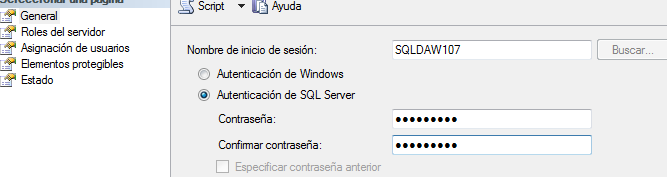 Seleccionar una página
General
Roles del servidor
Asignación de usuarios
Elementos protegibles
Estado
Script Ayuda
Nombre de inicio de sesión: SQLDAW107 Buscar...
Autenticación de Windows
Autenticación de SQL Server
Contraseña: ●●●●●●●●●
Confirmar contraseña: ●●●●●●●●●
Especificar contraseña anterior